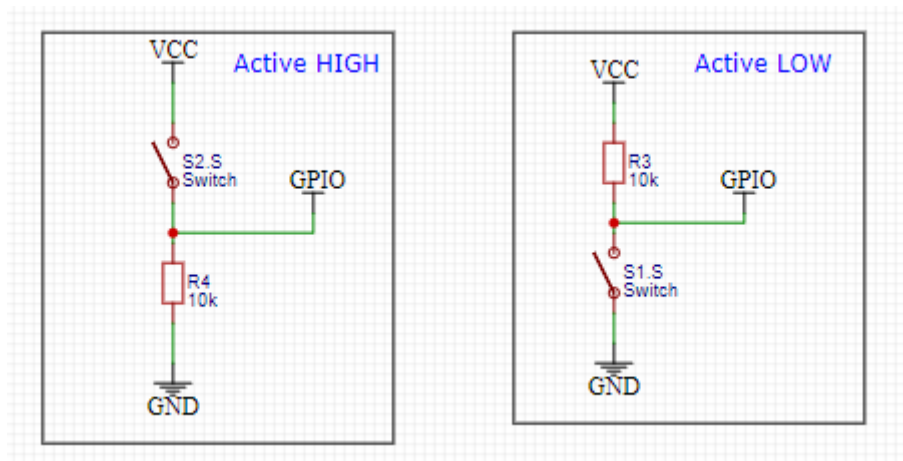 Active HIGH
VCC
S2.S
Switch
GPIO
R4
10k
GND
Active LOW
VCC
R3
10k
GPIO
S1.S
Switch
GND